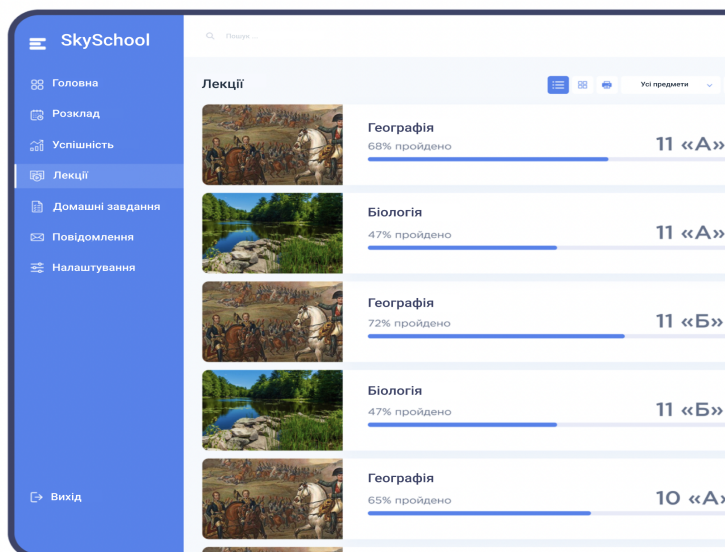 SkySchool
Головна
Розклад
Успішність
Лекції
Домашні завдання
Повідомлення
Налаштування
Вихід
Пошук ...
Лекції
Усі предмети
Географія
68% пройдено
11 «А»
Біологія
47% пройдено
11 «А»
Географія
72% пройдено
11 «Б»
Біологія
47% пройдено
11 «Б»
Географія
65% пройдено
10 «А»